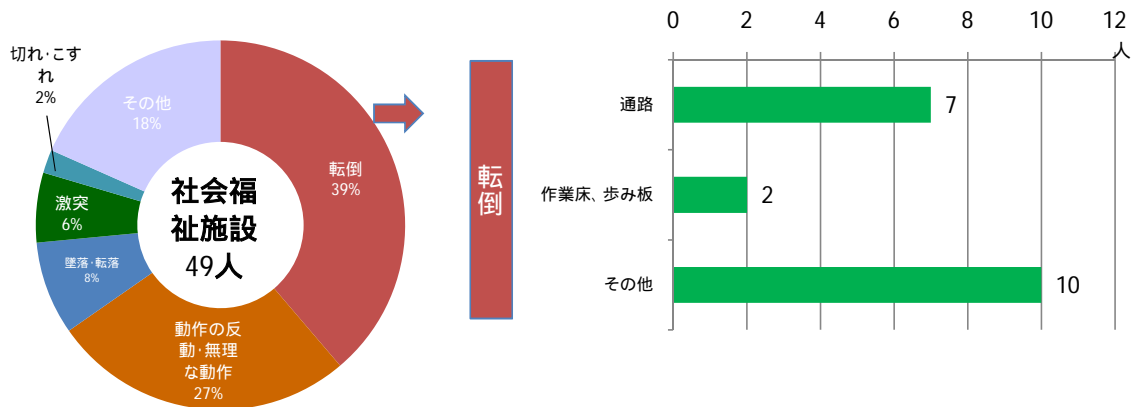 切れ・こす
れ
2%
その他
18%
転倒
39%
激突
6%
墜落・転落
8%
動作の反
動・無理
な動作
27%
社会福
祉施設
49人
転倒
0 2 4 6 8 10 12
人
通路 7
作業床、歩み板 2
その他 10